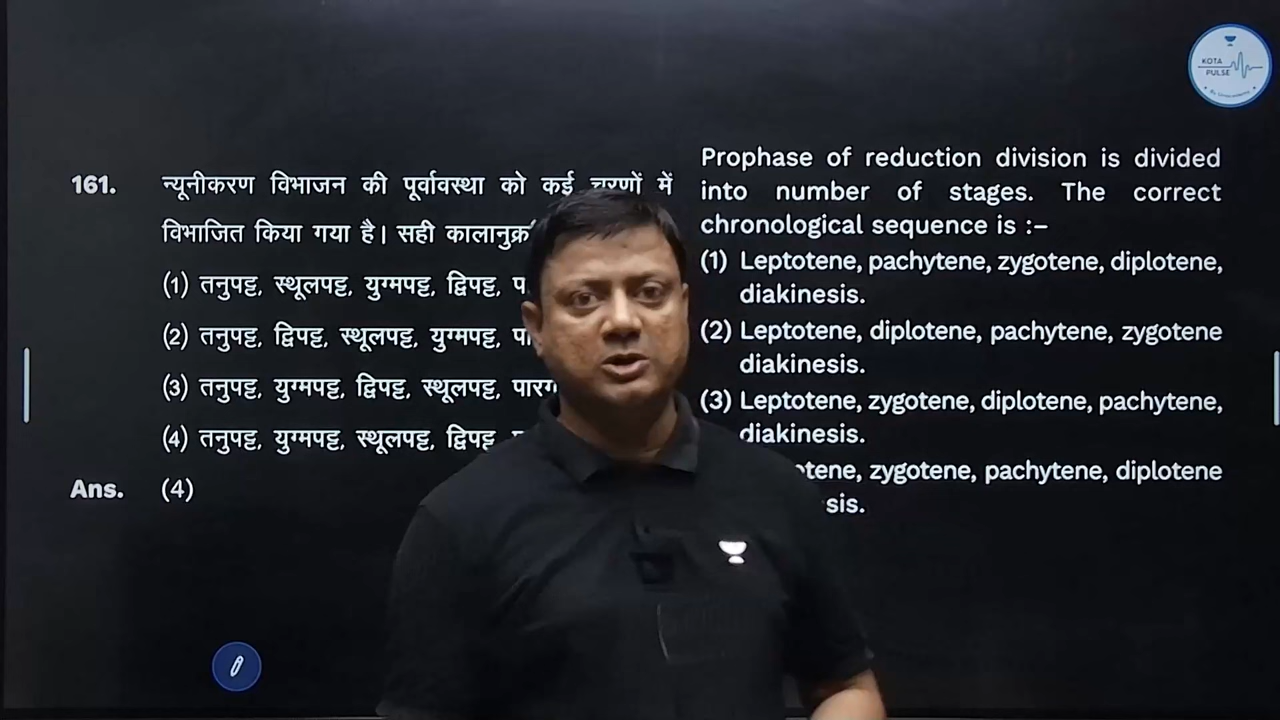 KOTA
PULSE
161.
न्यूनीकरण विभाजन की पूर्वावस्था को कई चरणों में
विभाजित किया गया है। सही
(1) तनुपट्ट, स्थूलपट्ट, युग्मपट्ट, द्विपट्ट,
(2) तनुपट्ट, द्विपट्ट, स्थूलपट्ट, युग्मपट्ट,
(3) तनुपट्ट, युग्मपट्ट, द्विपट्ट, स्थूलपट्ट,
(4) तनुपट्ट, युग्मपट्ट, स्थूलपट्ट, द्विपट्ट
Ans. (4)
Prophase of reduction division is divided
into number of stages. The correct
chronological sequence is :–
(1) Leptotene, pachytene, zygotene, diplotene,
diakinesis.
(2) Leptotene, diplotene, pachytene, zygotene
diakinesis.
(3) Leptotene, zygotene, diplotene, pachytene,
diakinesis.
zygotene, pachytene, diplotene